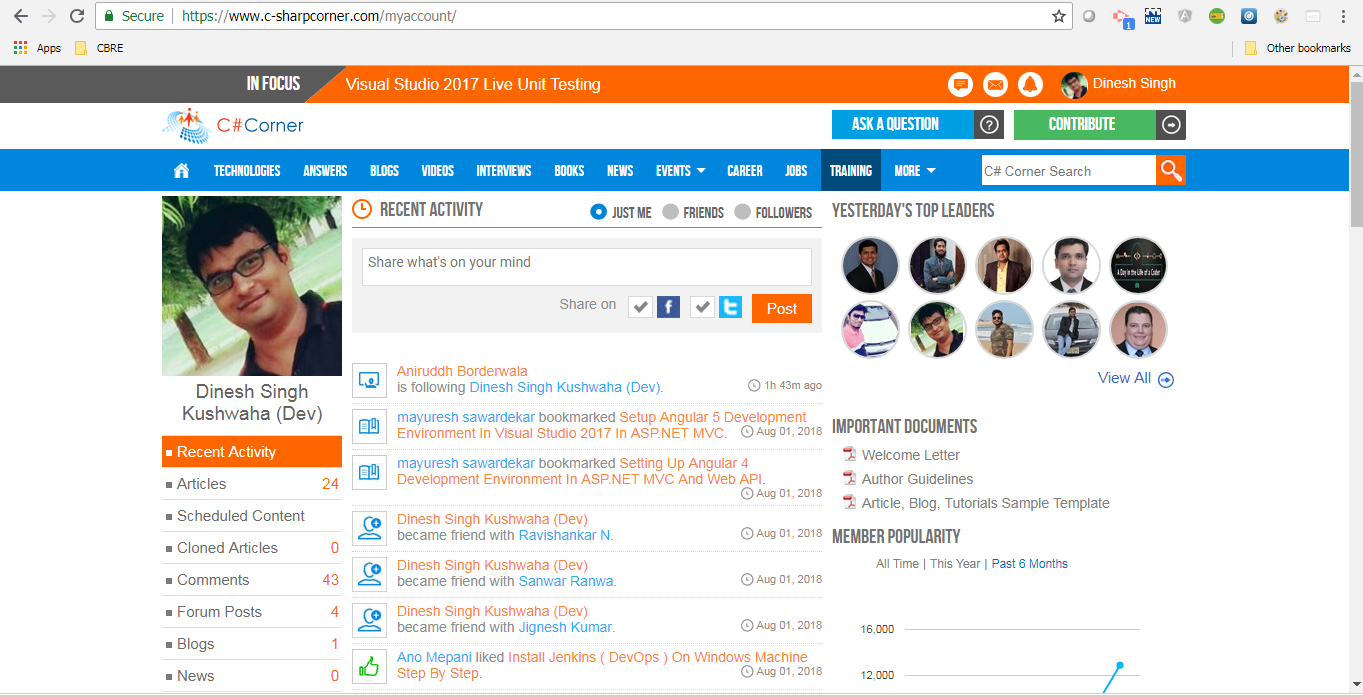 Secure
https://www.c-sharpcorner.com/myaccount/
1
NEW
Apps
CBRE
Other bookmarks
IN FOCUS
Visual Studio 2017 Live Unit Testing
Dinesh Singh
C#Corner
ASK A QUESTION
?
CONTRIBUTE
TECHNOLOGIES ANSWERS BLOGS VIDEOS INTERVIEWS BOOKS NEWS EVENTS CAREER JOBS TRAINING MORE
C# Corner Search
Dinesh Singh
Kushwaha (Dev)
Recent Activity
Articles 24
Scheduled Content
Cloned Articles 0
Comments 43
Forum Posts 4
Blogs 1
News 0
RECENT ACTIVITY
JUST ME FRIENDS FOLLOWERS
Share what's on your mind
Share on
f
t
Post
Aniruddh Borderwala
is following Dinesh Singh Kushwaha (Dev).
1h 43m ago
mayuresh sawardekar bookmarked Setup Angular 5 Development
Environment In Visual Studio 2017 In ASP.NET MVC.
Aug 01, 2018
mayuresh sawardekar bookmarked Setting Up Angular 4
Development Environment In ASP.NET MVC And Web API.
Aug 01, 2018
Dinesh Singh Kushwaha (Dev)
became friend with Ravishankar N.
Aug 01, 2018
Dinesh Singh Kushwaha (Dev)
became friend with Sanwar Ranwa.
Aug 01, 2018
Dinesh Singh Kushwaha (Dev)
became friend with Jignesh Kumar.
Aug 01, 2018
Ano Mepani liked Install Jenkins ( DevOps ) On Windows Machine
Step By Step.
Aug 01, 2018
YESTERDAY'S TOP LEADERS
A Day in the Life of a Coder
View All
IMPORTANT DOCUMENTS
Welcome Letter
Author Guidelines
Article, Blog, Tutorials Sample Template
MEMBER POPULARITY
All Time | This Year | Past 6 Months
16,000
12,000